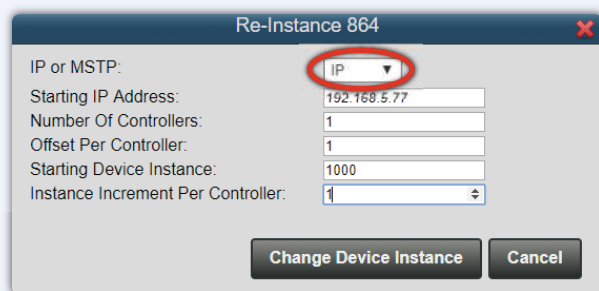 Re-Instance 864
IP or MSTP: IP
Starting IP Address: 192.168.5.77
Number Of Controllers: 1
Offset Per Controller: 1
Starting Device Instance: 1000
Instance Increment Per Controller: 1
Change Device Instance Cancel